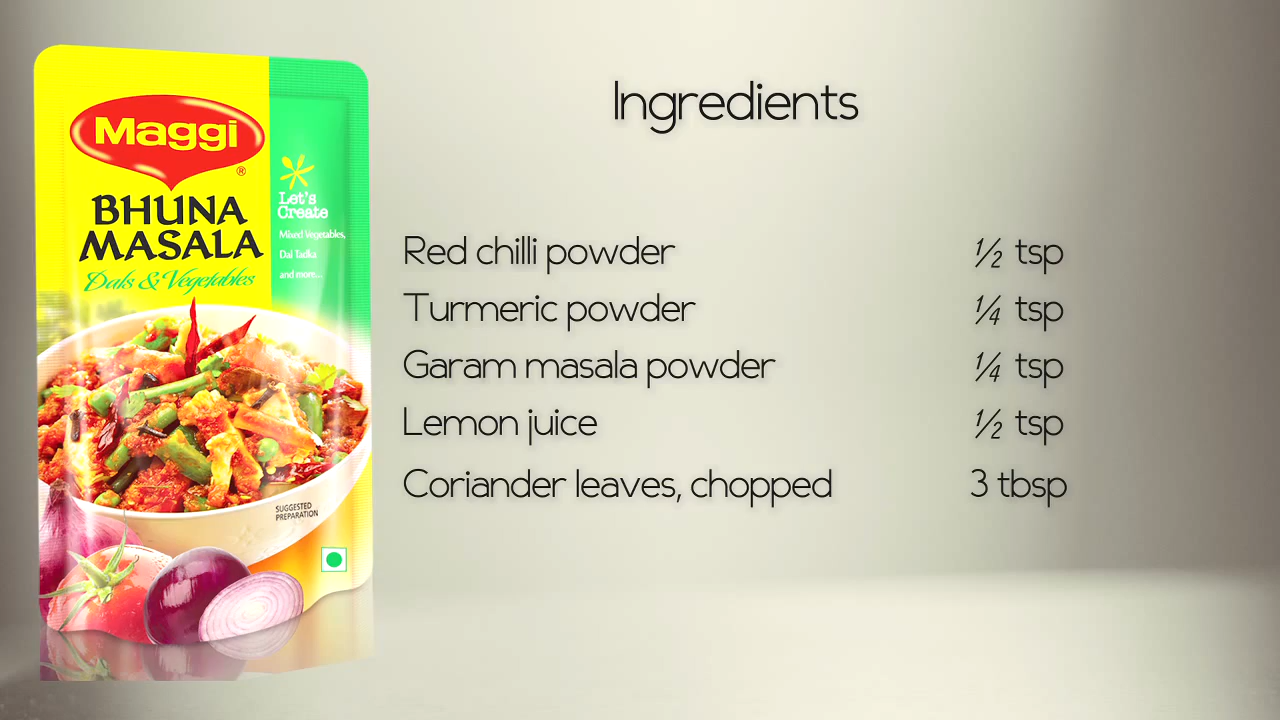 Maggi
®
BHUNA
MASALA
Dals & Vegetables
Let's
Create
Mixed Vegetables,
Dal Tadka
and more...
SUGGESTED
PREPARATION
Ingredients
Red chilli powder ½ tsp
Turmeric powder ¼ tsp
Garam masala powder ¼ tsp
Lemon juice ½ tsp
Coriander leaves, chopped 3 tbsp